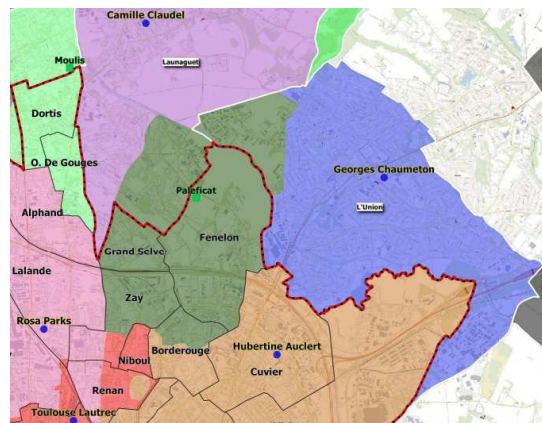 Camille Claudel
Moulis
Launaguet
Dortis
O. De Gouges
Georges Chaumeton
Paleficat
L'Union
Alphand
Fenelon
Grand Selve
Lalande
Zay
Rosa Parks
Niboul
Borderouge
Hubertine Auclert
Cuvier
Renan
Toulouse Lautrec